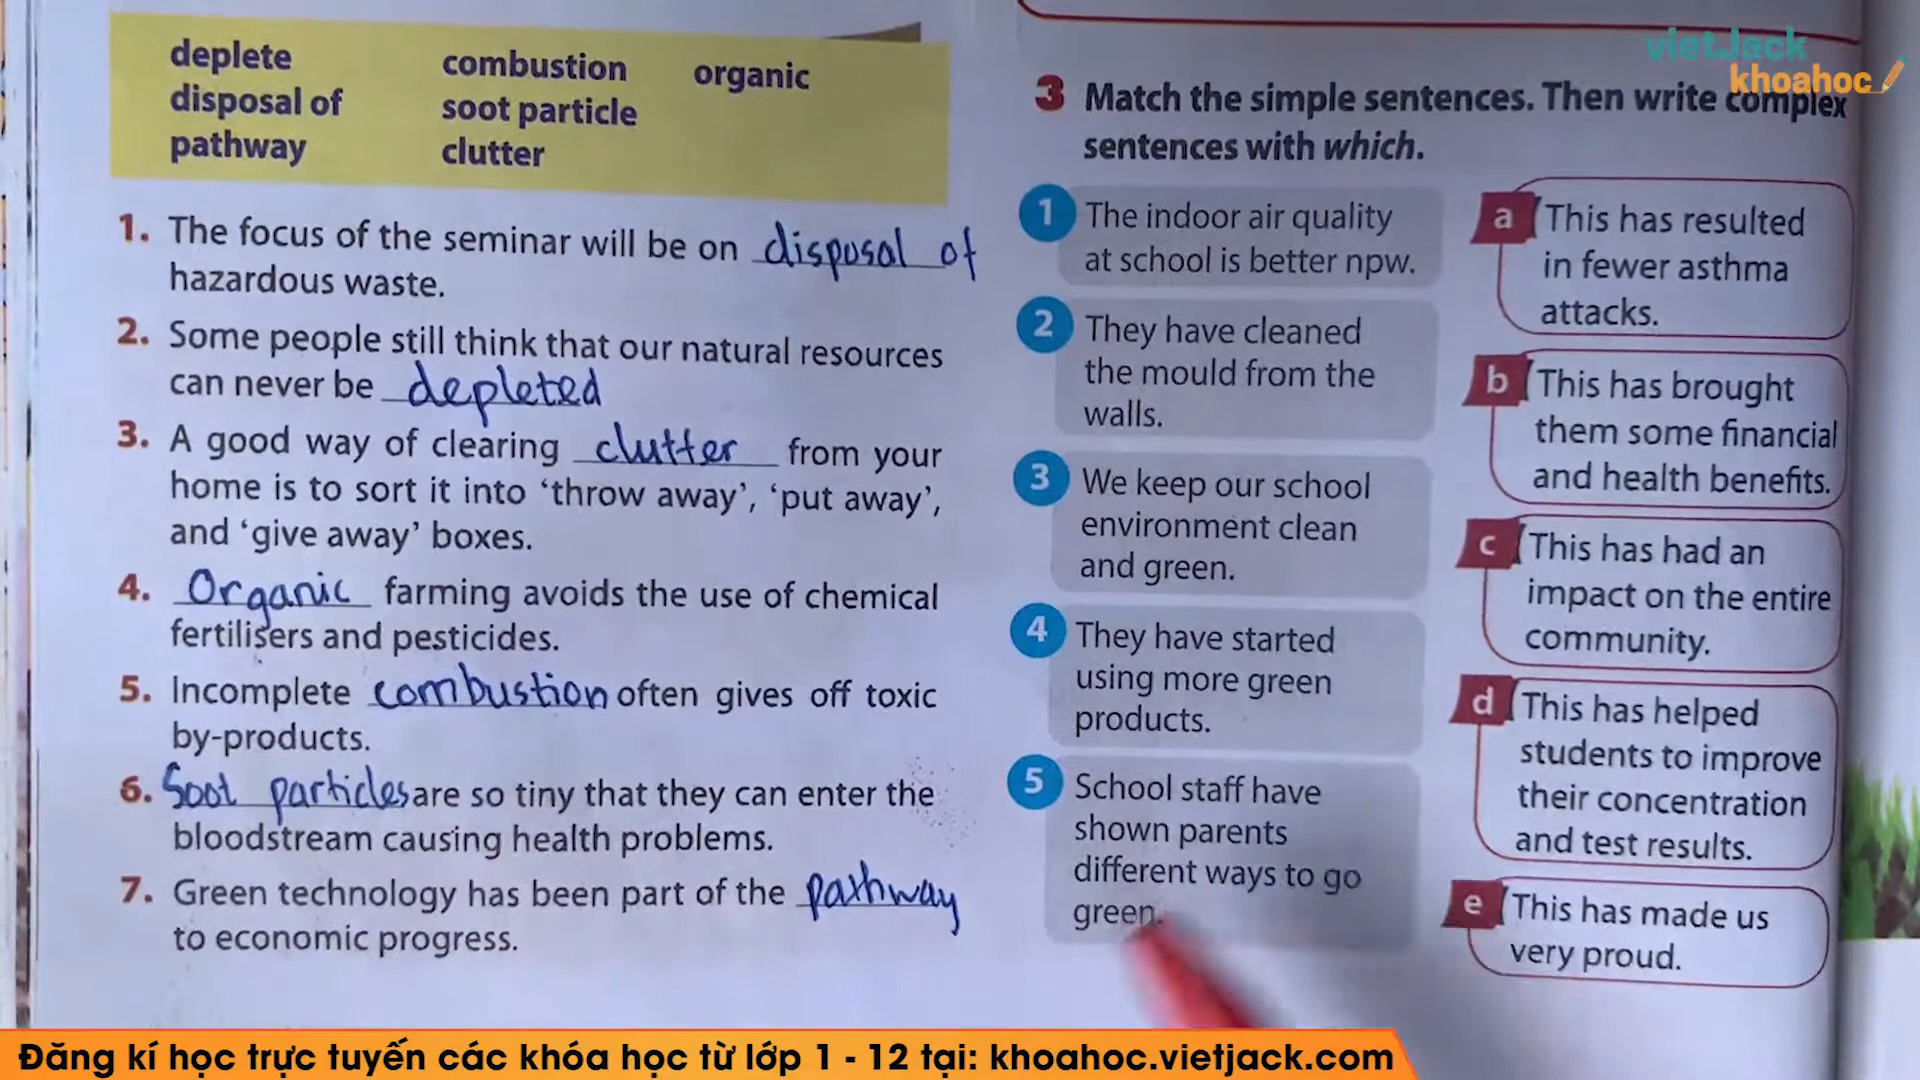 deplete combustion organic
disposal of soot particle
pathway clutter
1. The focus of the seminar will be on disposal of
hazardous waste.
2. Some people still think that our natural resources
can never be depleted
3. A good way of clearing clutter from your
home is to sort it into ‘throw away’, ‘put away’,
and ‘give away’ boxes.
4. Organic farming avoids the use of chemical
fertilisers and pesticides.
5. Incomplete combustion often gives off toxic
by-products.
6. Soot particles are so tiny that they can enter the
bloodstream causing health problems.
7. Green technology has been part of the pathway
to economic progress.
vietJack
khoahoc
3 Match the simple sentences. Then write complex
sentences with which.
1 The indoor air quality
at school is better npw.
2 They have cleaned
the mould from the
walls.
3 We keep our school
environment clean
and green.
4 They have started
using more green
products.
5 School staff have
shown parents
different ways to go
green.
a This has resulted
in fewer asthma
attacks.
b This has brought
them some financial
and health benefits.
c This has had an
impact on the entire
community.
d This has helped
students to improve
their concentration
and test results.
e This has made us
very proud.
Đăng kí học trực tuyến các khóa học từ lớp 1 - 12 tại: khoahoc.vietjack.com